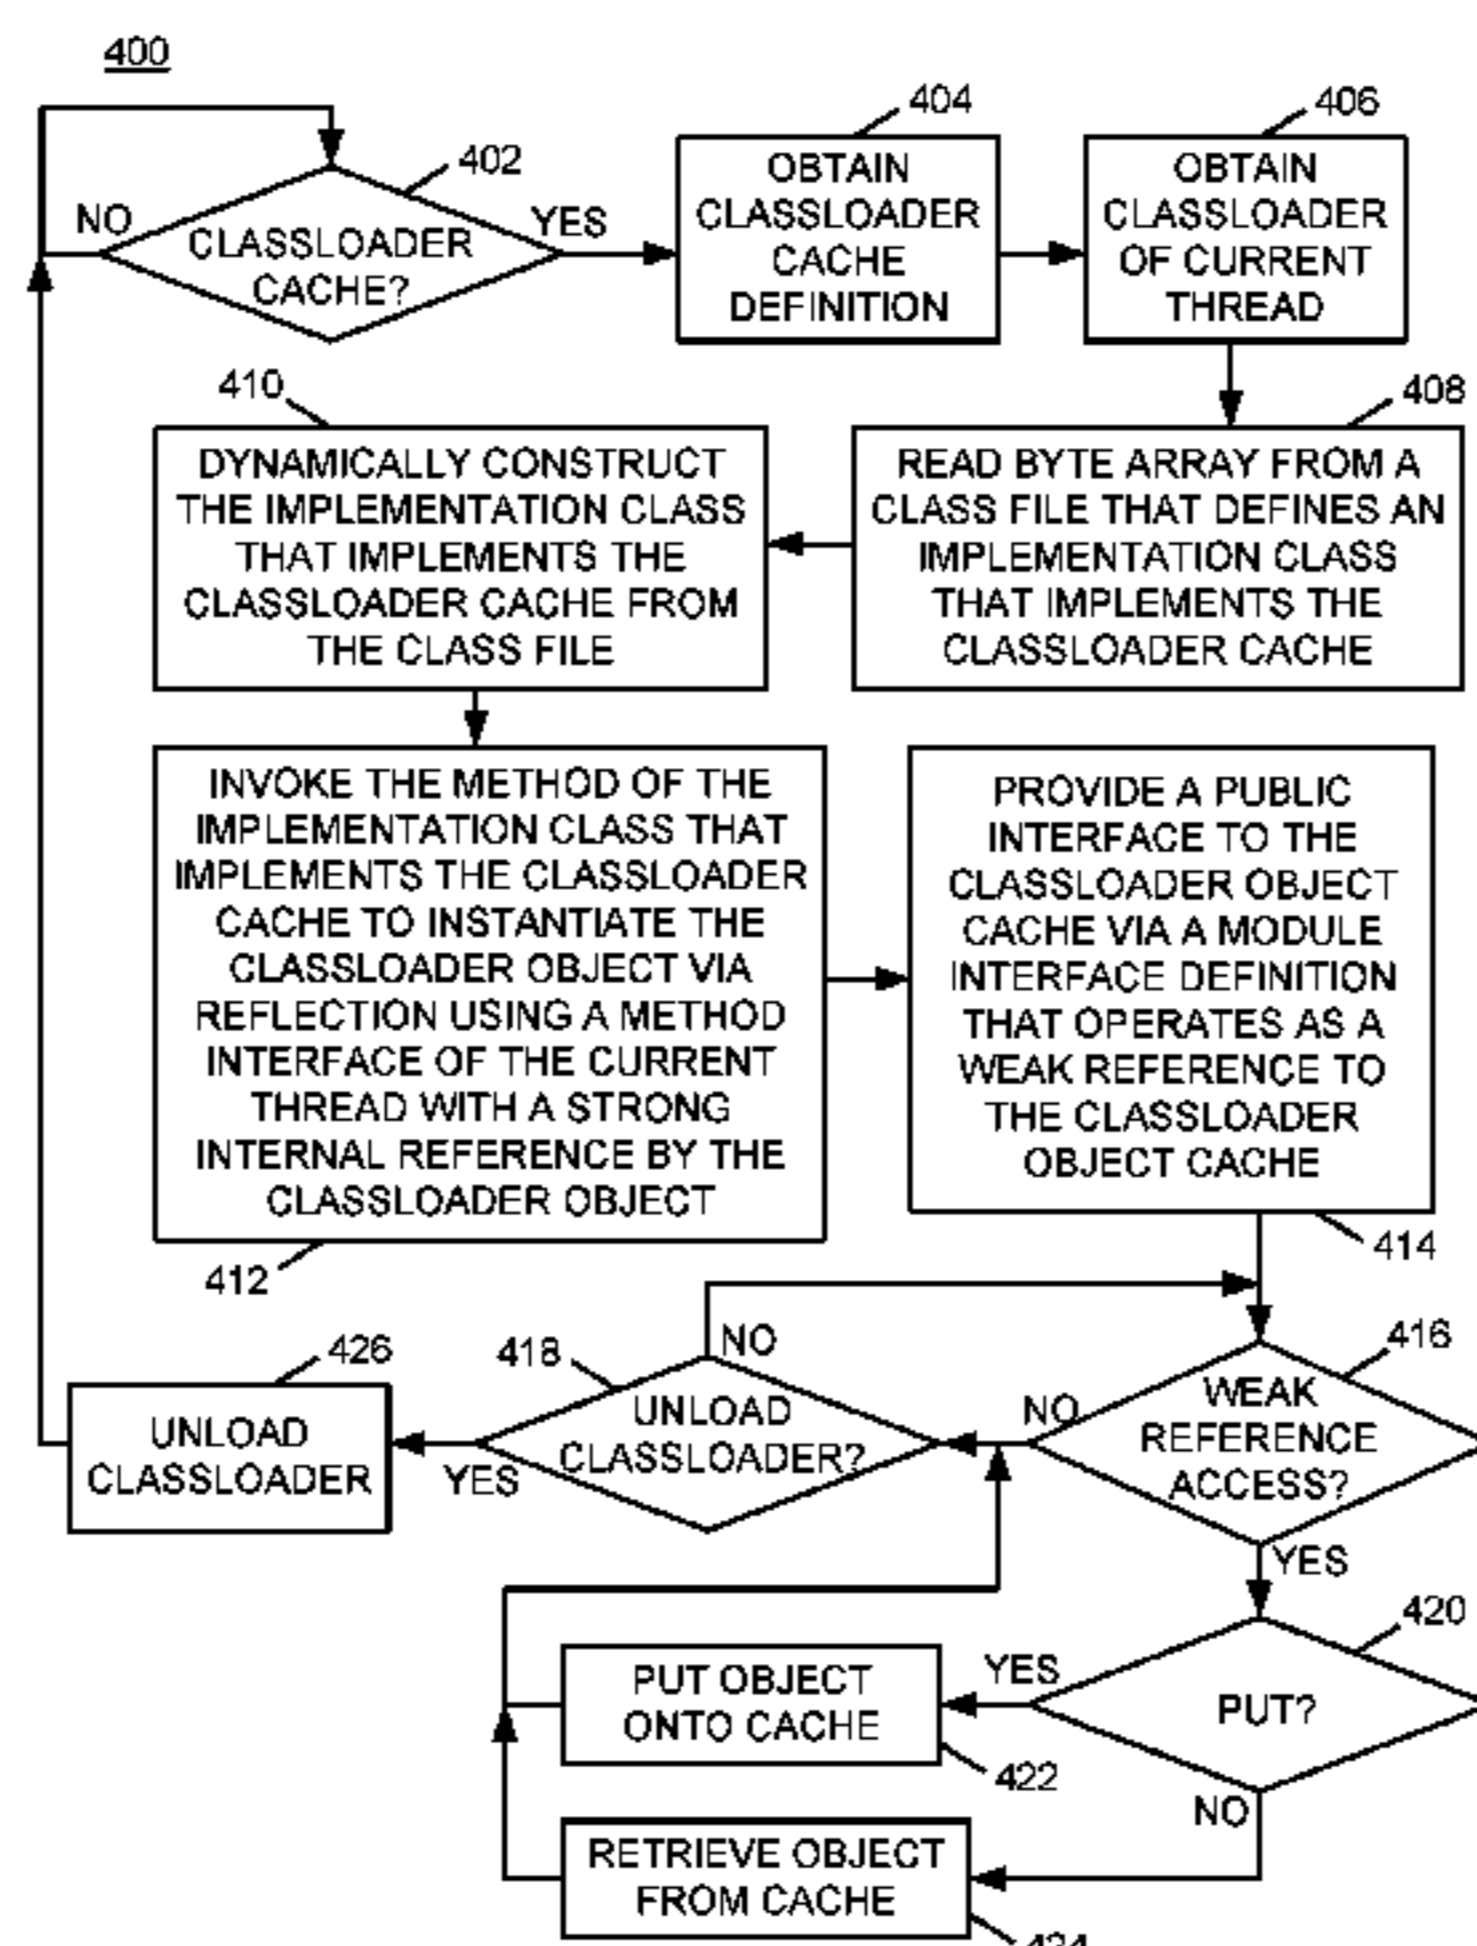 400
402
NO
YES
CLASSLOADER
CACHE?
404
OBTAIN
CLASSLOADER
CACHE
DEFINITION
406
OBTAIN
CLASSLOADER
OF CURRENT
THREAD
408
READ BYTE ARRAY FROM A
CLASS FILE THAT DEFINES AN
IMPLEMENTATION CLASS
THAT IMPLEMENTS THE
CLASSLOADER CACHE
410
DYNAMICALLY CONSTRUCT
THE IMPLEMENTATION CLASS
THAT IMPLEMENTS THE
CLASSLOADER CACHE FROM
THE CLASS FILE
INVOKE THE METHOD OF THE
IMPLEMENTATION CLASS THAT
IMPLEMENTS THE CLASSLOADER
CACHE TO INSTANTIATE THE
CLASSLOADER OBJECT VIA
REFLECTION USING A METHOD
INTERFACE OF THE CURRENT
THREAD WITH A STRONG
INTERNAL REFERENCE BY THE
CLASSLOADER OBJECT
412
PROVIDE A PUBLIC
INTERFACE TO THE
CLASSLOADER OBJECT
CACHE VIA A MODULE
INTERFACE DEFINITION
THAT OPERATES AS A
WEAK REFERENCE TO
THE CLASSLOADER
OBJECT CACHE
414
416
WEAK
REFERENCE
ACCESS?
NO
YES
418
NO
UNLOAD
CLASSLOADER?
YES
426
UNLOAD
CLASSLOADER
420
PUT?
YES
NO
PUT OBJECT
ONTO CACHE
422
RETRIEVE OBJECT
FROM CACHE